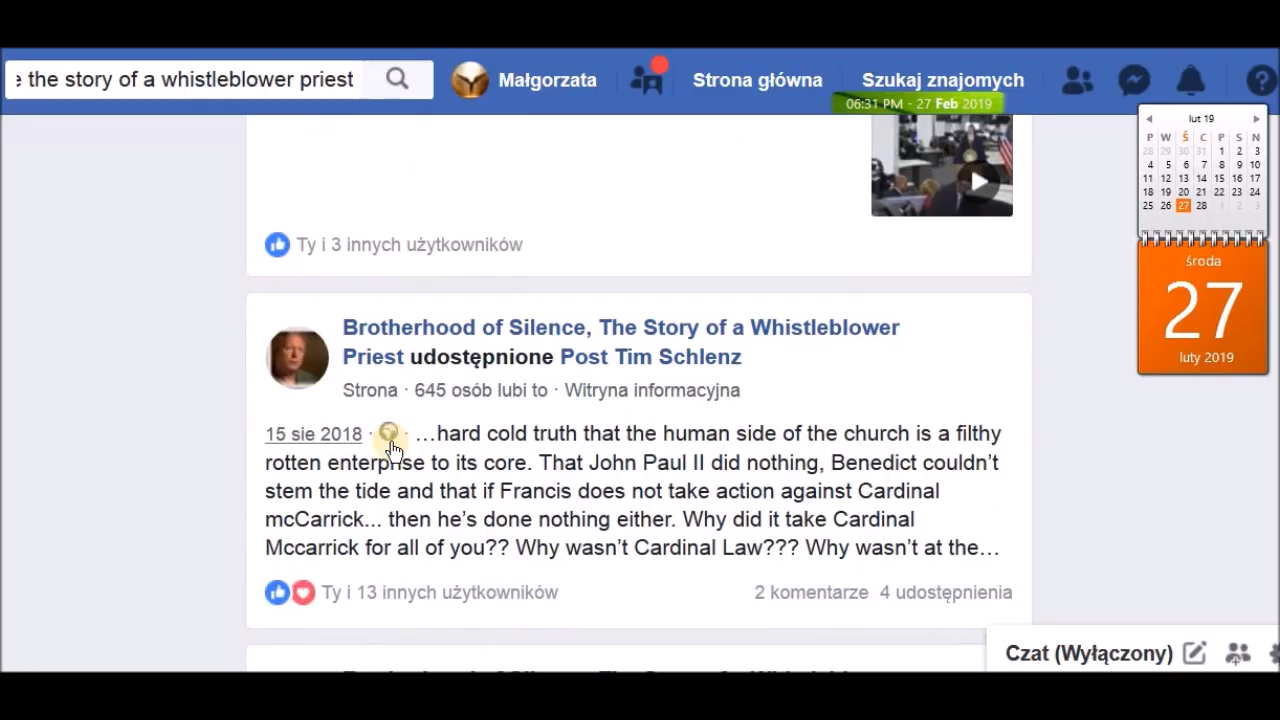 e the story of a whistleblower priest
Małgorzata
Strona główna
Szukaj znajomych
06:31 PM - 27 Feb 2019
lut 19
P W Ś C P S N
28 29 30 31 1 2 3
4 5 6 7 8 9 10
11 12 13 14 15 16 17
18 19 20 21 22 23 24
25 26 27 28 1 2 3
środa
27
luty 2019
Ty i 3 innych użytkowników
Brotherhood of Silence, The Story of a Whistleblower
Priest udostępnione Post Tim Schlenz
Strona · 645 osób lubi to · Witryna informacyjna
15 sie 2018 · · …hard cold truth that the human side of the church is a filthy
rotten enterprise to its core. That John Paul II did nothing, Benedict couldn’t
stem the tide and that if Francis does not take action against Cardinal
mcCarrick... then he’s done nothing either. Why did it take Cardinal
Mccarrick for all of you?? Why wasn’t Cardinal Law??? Why wasn’t at the…
Ty i 13 innych użytkowników
2 komentarze 4 udostępnienia
Czat (Wyłączony)